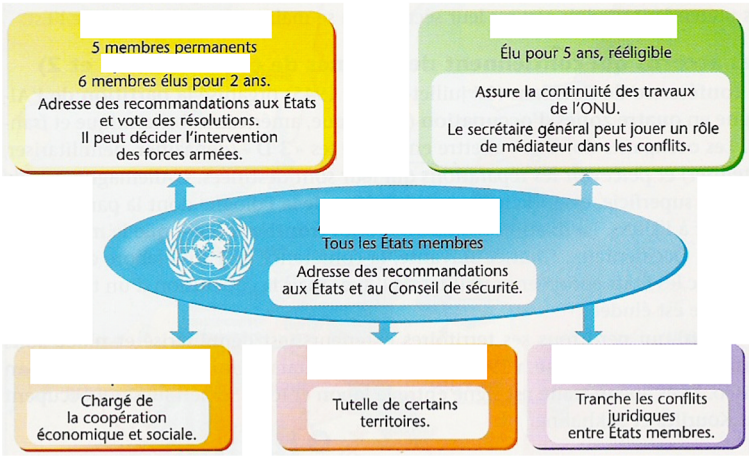 5 membres permanents
6 membres élus pour 2 ans.
Adresse des recommandations aux États
et vote des résolutions.
Il peut décider l'intervention
des forces armées.
Élu pour 5 ans, rééligible
Assure la continuité des travaux
de l'ONU.
Le secrétaire général peut jouer un rôle
de médiateur dans les conflits.
Tous les États membres
Adresse des recommandations
aux États et au Conseil de sécurité.
Chargé de
la coopération
économique et sociale.
Tutelle de certains
territoires.
Tranche les conflits
juridiques
entre États membres.